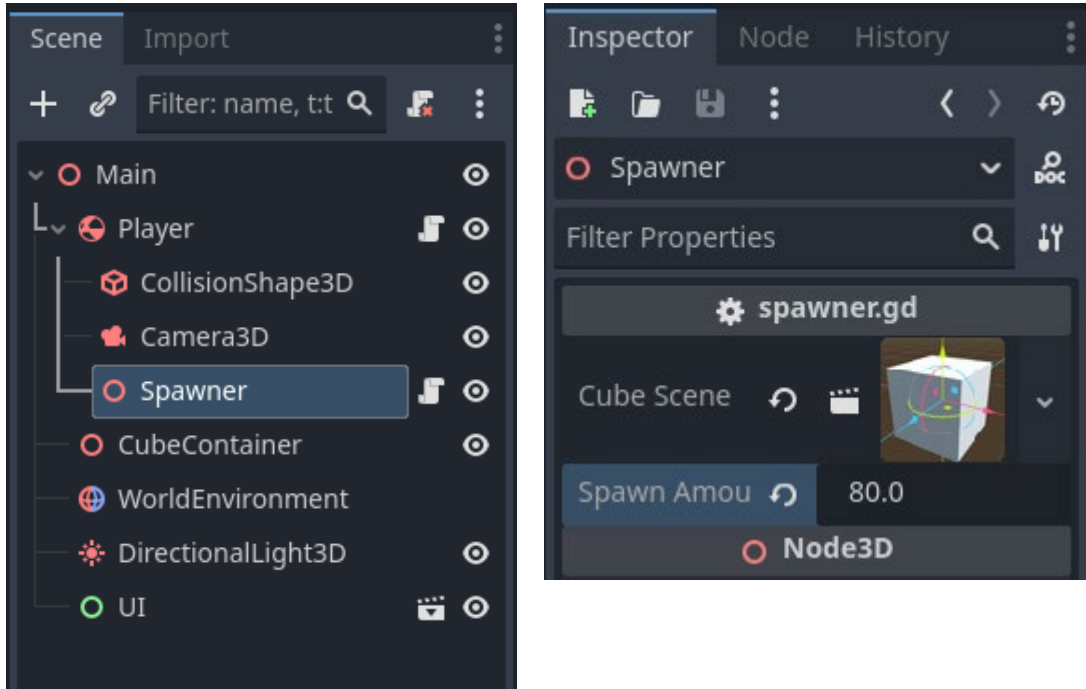 Scene Import
Filter: name, t:t
Main
Player
CollisionShape3D
Camera3D
Spawner
CubeContainer
WorldEnvironment
DirectionalLight3D
UI
Inspector Node History
Spawner
DOC
Filter Properties
spawner.gd
Cube Scene
Spawn Amou 80.0
Node3D